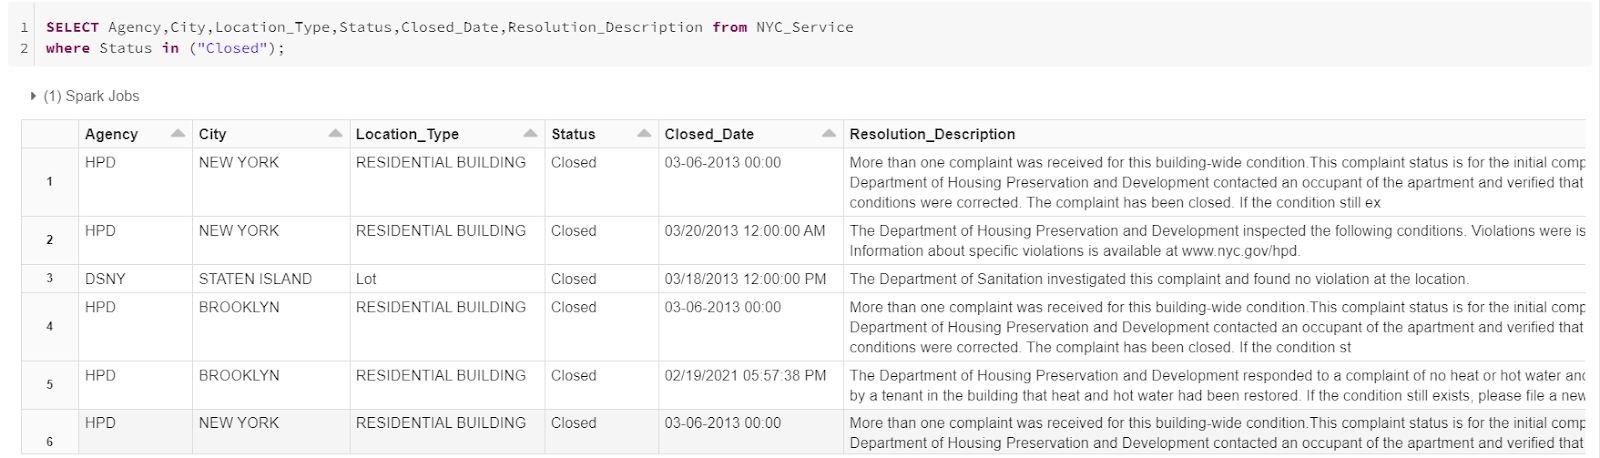 1 SELECT Agency,City,Location_Type,Status,Closed_Date,Resolution_Description from NYC_Service
2 where Status in ("Closed");
(1) Spark Jobs
Agency City Location_Type Status Closed_Date Resolution_Description
1 HPD NEW YORK RESIDENTIAL BUILDING Closed 03-06-2013 00:00 More than one complaint was received for this building-wide condition.This complaint status is for the initial comp
Department of Housing Preservation and Development contacted an occupant of the apartment and verified that
conditions were corrected. The complaint has been closed. If the condition still ex
2 HPD NEW YORK RESIDENTIAL BUILDING Closed 03/20/2013 12:00:00 AM The Department of Housing Preservation and Development inspected the following conditions. Violations were is
Information about specific violations is available at www.nyc.gov/hpd.
3 DSNY STATEN ISLAND Lot Closed 03/18/2013 12:00:00 PM The Department of Sanitation investigated this complaint and found no violation at the location.
4 HPD BROOKLYN RESIDENTIAL BUILDING Closed 03-06-2013 00:00 More than one complaint was received for this building-wide condition.This complaint status is for the initial comp
Department of Housing Preservation and Development contacted an occupant of the apartment and verified that
conditions were corrected. The complaint has been closed. If the condition st
5 HPD BROOKLYN RESIDENTIAL BUILDING Closed 02/19/2021 05:57:38 PM The Department of Housing Preservation and Development responded to a complaint of no heat or hot water and
by a tenant in the building that heat and hot water had been restored. If the condition still exists, please file a new
6 HPD NEW YORK RESIDENTIAL BUILDING Closed 03-06-2013 00:00 More than one complaint was received for this building-wide condition.This complaint status is for the initial comp
Department of Housing Preservation and Development contacted an occupant of the apartment and verified that